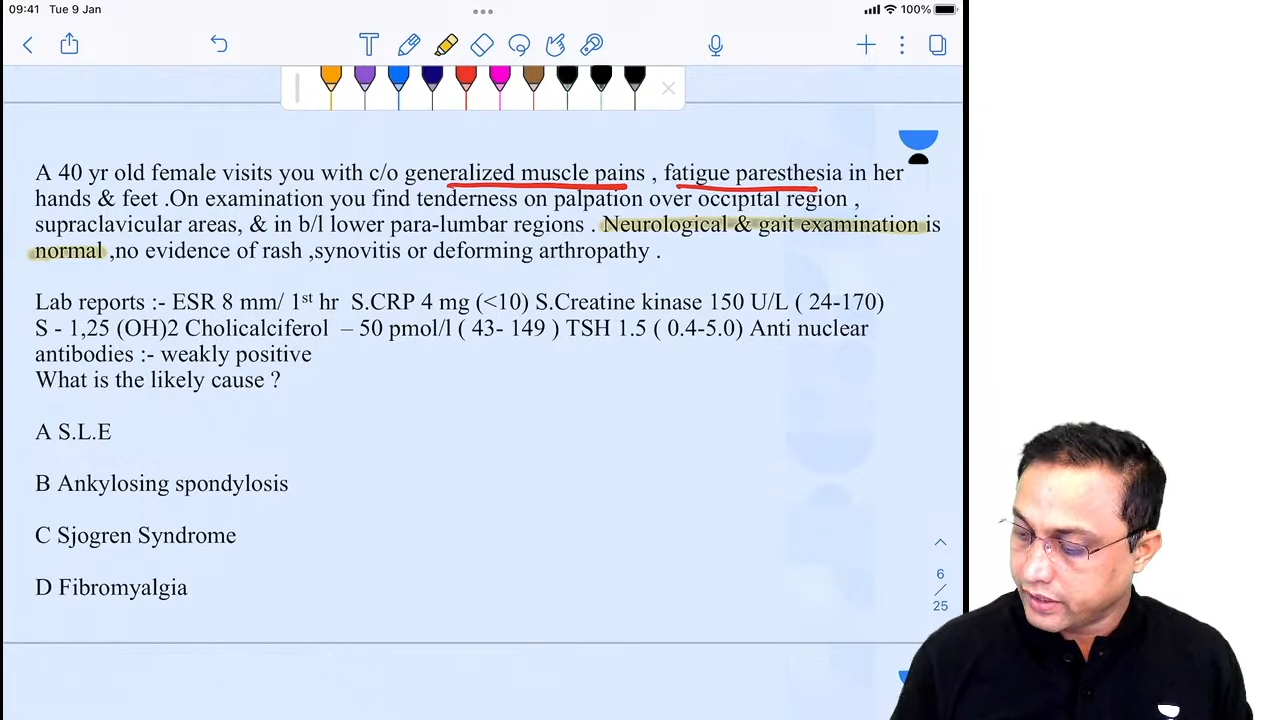 09:41 Tue 9 Jan
100%
T
A 40 yr old female visits you with c/o generalized muscle pains , fatigue paresthesia in her
hands & feet .On examination you find tenderness on palpation over occipital region ,
supraclavicular areas, & in b/l lower para-lumbar regions . Neurological & gait examination is
normal ,no evidence of rash ,synovitis or deforming arthropathy .
Lab reports :- ESR 8 mm/ 1st hr S.CRP 4 mg (<10) S.Creatine kinase 150 U/L ( 24-170)
S - 1,25 (OH)2 Cholicalciferol – 50 pmol/l ( 43- 149 ) TSH 1.5 ( 0.4-5.0) Anti nuclear
antibodies :- weakly positive
What is the likely cause ?
A S.L.E
B Ankylosing spondylosis
C Sjogren Syndrome
D Fibromyalgia
6
/
25